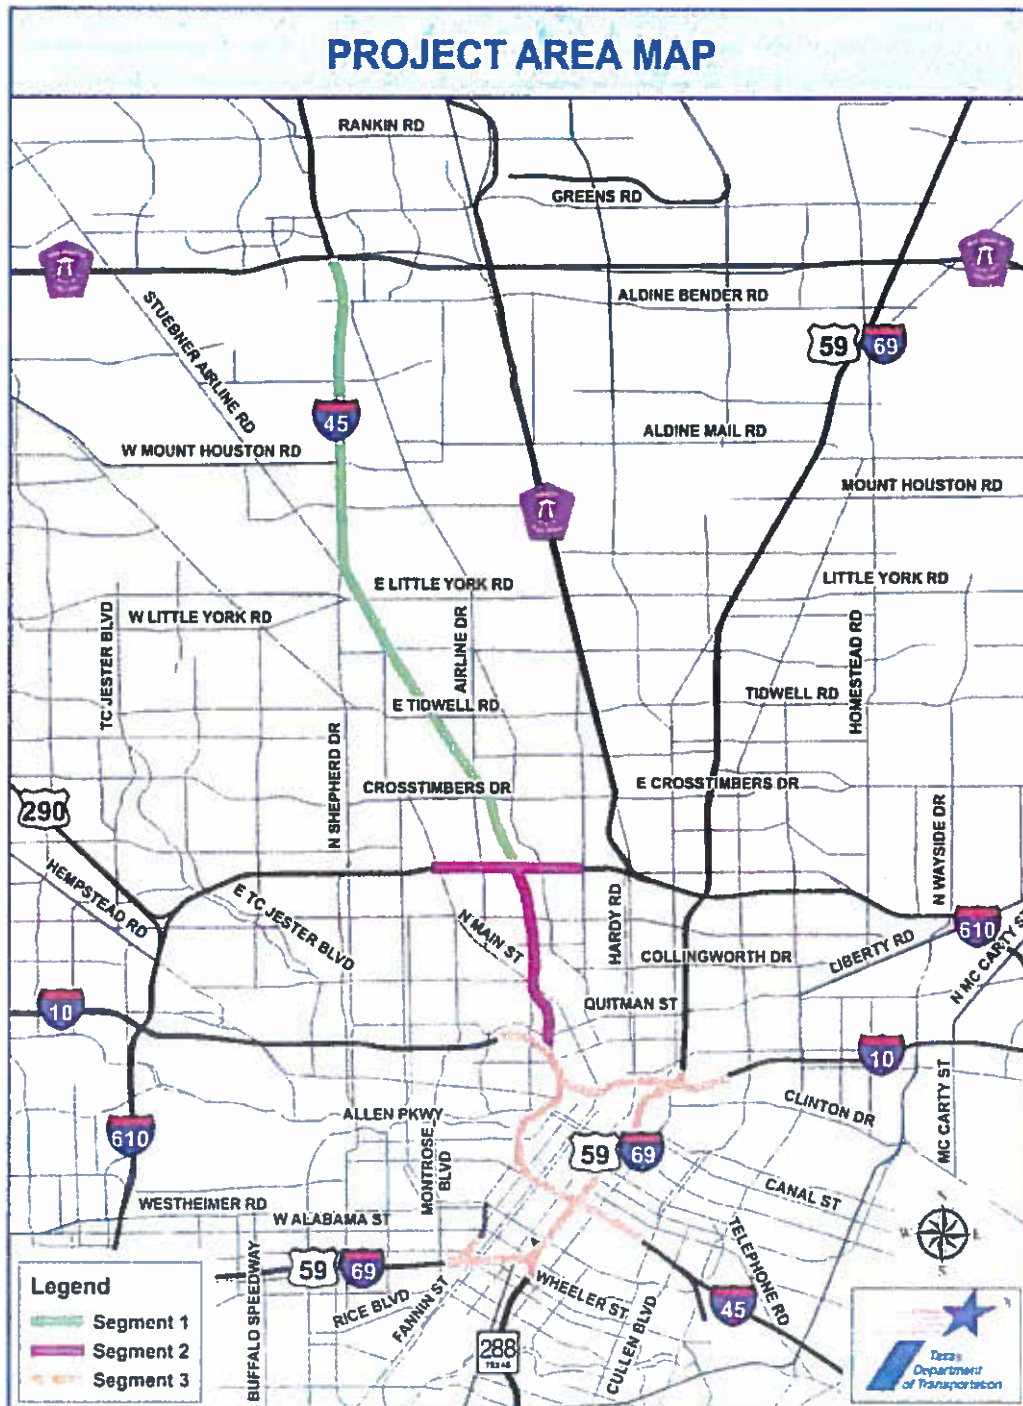 PROJECT AREA MAP
RANKIN RD
GREENS RD
ALDINE BENDER RD
STUEBNER AIRLINE RD
59
69
45
ALDINE MAIL RD
W MOUNT HOUSTON RD
MOUNT HOUSTON RD
E LITTLE YORK RD
LITTLE YORK RD
W LITTLE YORK RD
TC JESTER BLVD
AIRLINE DR
HOMESTEAD RD
TIDWELL RD
E TIDWELL RD
N SHEPHERD DR
CROSSTIMBERS DR
E CROSSTIMBERS DR
290
N WAYSIDE DR
HEMPSTEAD RD
E TC JESTER BLVD
N MAIN ST
HARDY RD
COLLINGWORTH DR
LIBERTY RD
610
N MC CARTY ST
QUITMAN ST
10
10
MC CARTY ST
CLINTON DR
ALLEN PKWY
610
MONTROSE BLVD
59
69
CANAL ST
WESTHEIMER RD
W ALABAMA ST
TELEPHONE RD
N
W
E
S
BUFFALO SPEEDWAY
59
69
WHEELER ST
RICE BLVD
FANNIN ST
CULLEN BLVD
45
288
TEXAS
Legend
Segment 1
Segment 2
Segment 3
Texas
Department
of Transportation